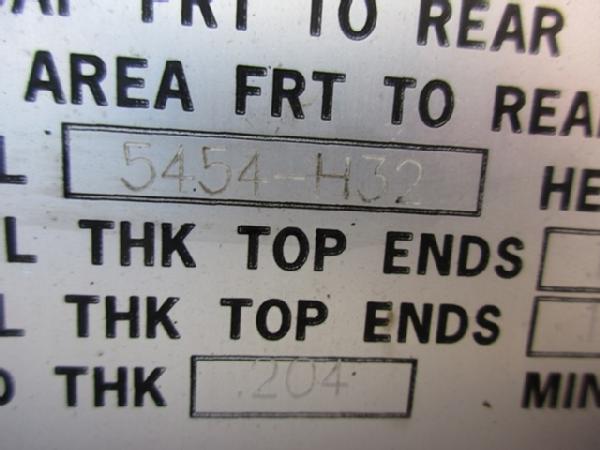 FRT TO REAR
AREA FRT TO REA
L 5454-H32 HE
L THK TOP ENDS
L THK TOP ENDS .1
THK .204 MIN